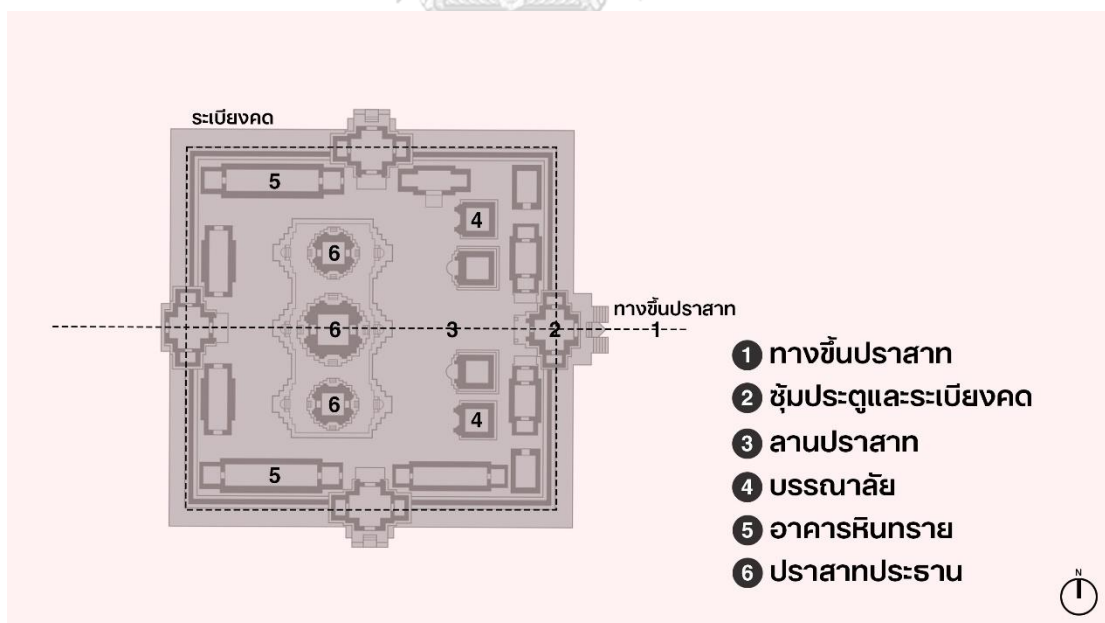 ระเบียงคด
5
4
6
ทางขึ้นปราสาท
6
3
2
1
6
4
5
1 ทางขึ้นปราสาท
2 ซุ้มประตูและระเบียงคด
3 ลานปราสาท
4 บรรณาลัย
5 อาคารหินทราย
6 ปราสาทประธาน
N